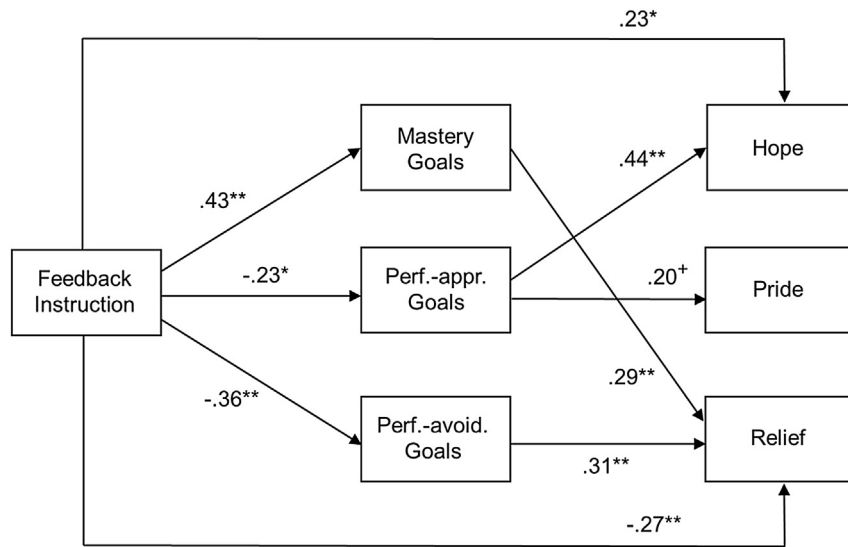 .23*
Mastery
Goals
.44**
Hope
.43**
Feedback
Instruction
-.23*
Perf.-appr.
Goals
.20+
Pride
-.36**
.29**
Perf.-avoid.
Goals
.31**
Relief
-.27**